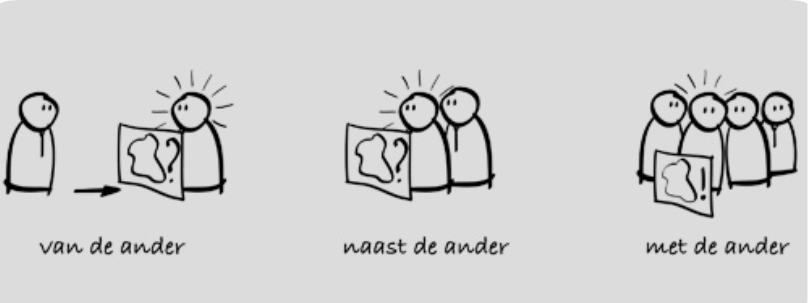 ?
?
!
van de ander
naast de ander
met de ander